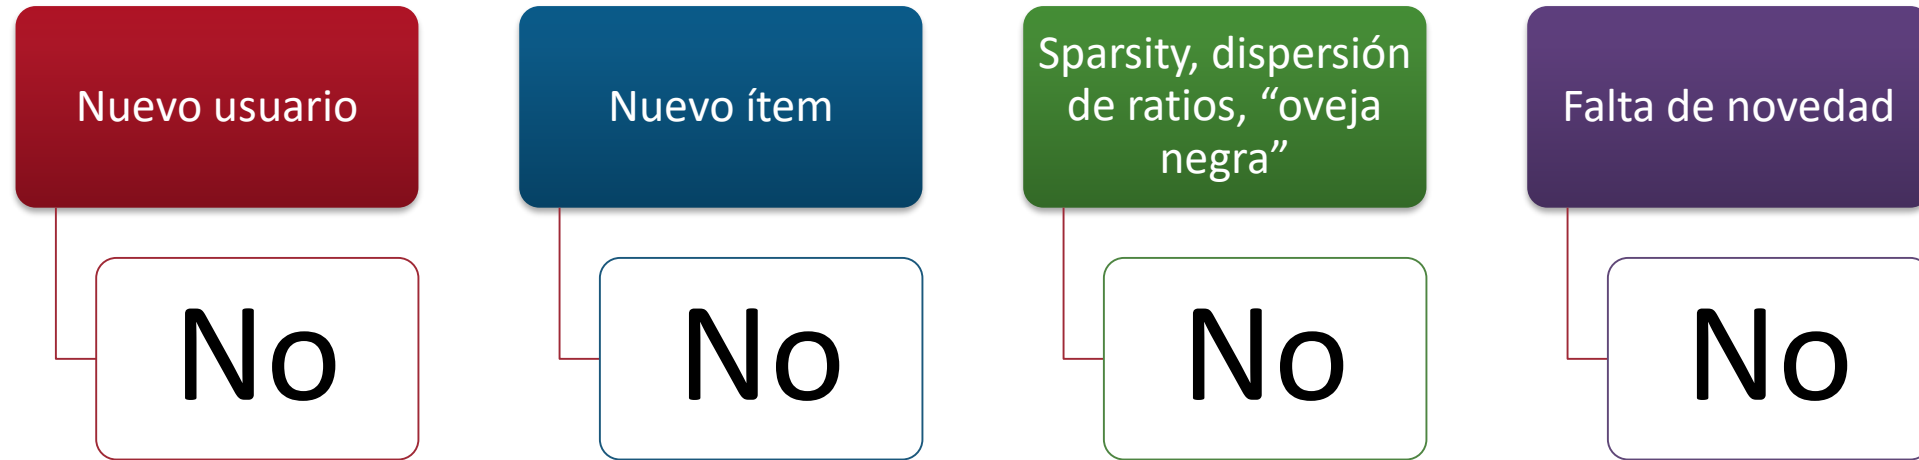 Nuevo usuario
No
Nuevo ítem
No
Sparsity, dispersión
de ratios, “oveja
negra”
No
Falta de novedad
No